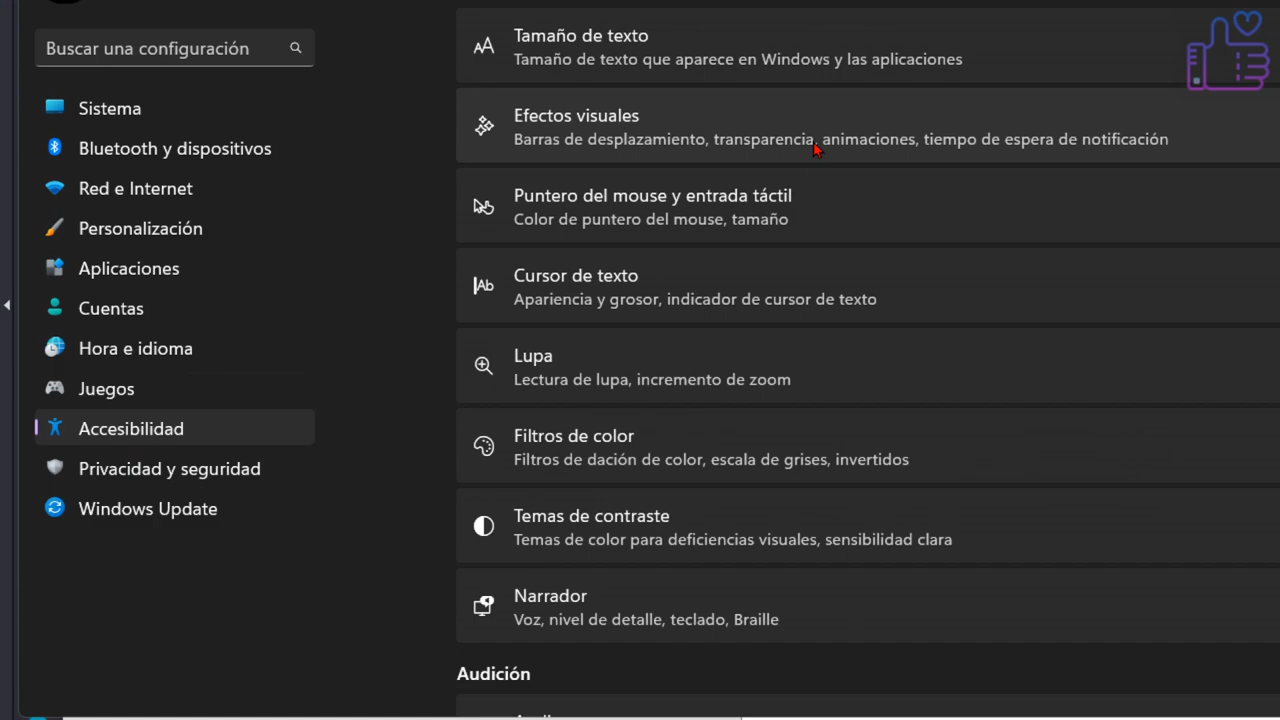 Buscar una configuración
Sistema
Bluetooth y dispositivos
Red e Internet
Personalización
Aplicaciones
Cuentas
Hora e idioma
Juegos
Accesibilidad
Privacidad y seguridad
Windows Update
Tamaño de texto
Tamaño de texto que aparece en Windows y las aplicaciones
Efectos visuales
Barras de desplazamiento, transparencia, animaciones, tiempo de espera de notificación
Puntero del mouse y entrada táctil
Color de puntero del mouse, tamaño
Cursor de texto
Apariencia y grosor, indicador de cursor de texto
Lupa
Lectura de lupa, incremento de zoom
Filtros de color
Filtros de dación de color, escala de grises, invertidos
Temas de contraste
Temas de color para deficiencias visuales, sensibilidad clara
Narrador
Voz, nivel de detalle, teclado, Braille
Audición